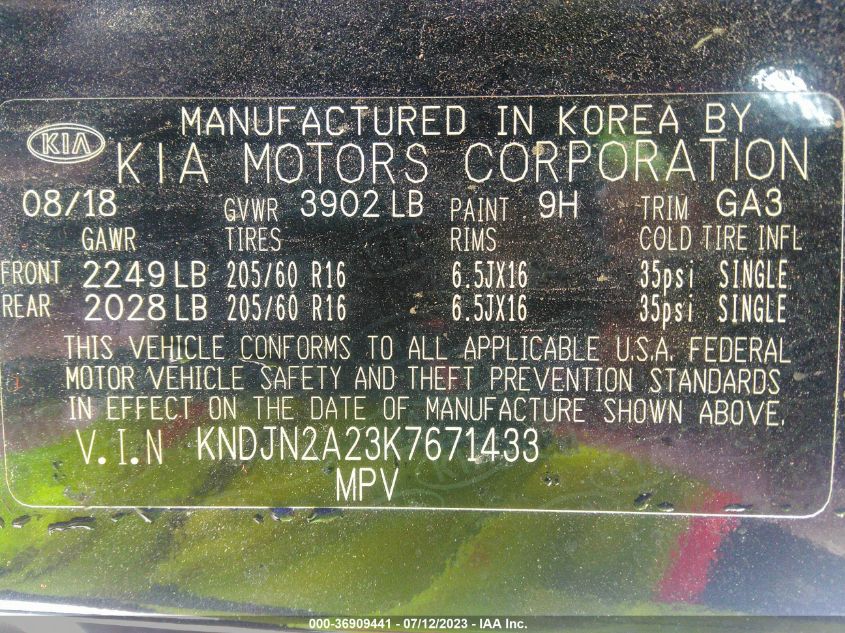 MANUFACTURED IN KOREA BY
KIA KIA MOTORS CORPORATION
08/18 GVWR 3902 LB PAINT 9H TRIM GA3
GAWR TIRES RIMS COLD TIRE INFL
FRONT 2249 LB 205/60 R16 6.5JX16 35psi SINGLE
REAR 2028 LB 205/60 R16 6.5JX16 35psi SINGLE
THIS VEHICLE CONFORMS TO ALL APPLICABLE U.S.A. FEDERAL
MOTOR VEHICLE SAFETY AND THEFT PREVENTION STANDARDS
IN EFFECT ON THE DATE OF MANUFACTURE SHOWN ABOVE.
V.I.N KNDJN2A23K7671433
MPV
000-36909441 - 07/12/2023 - IAA Inc.